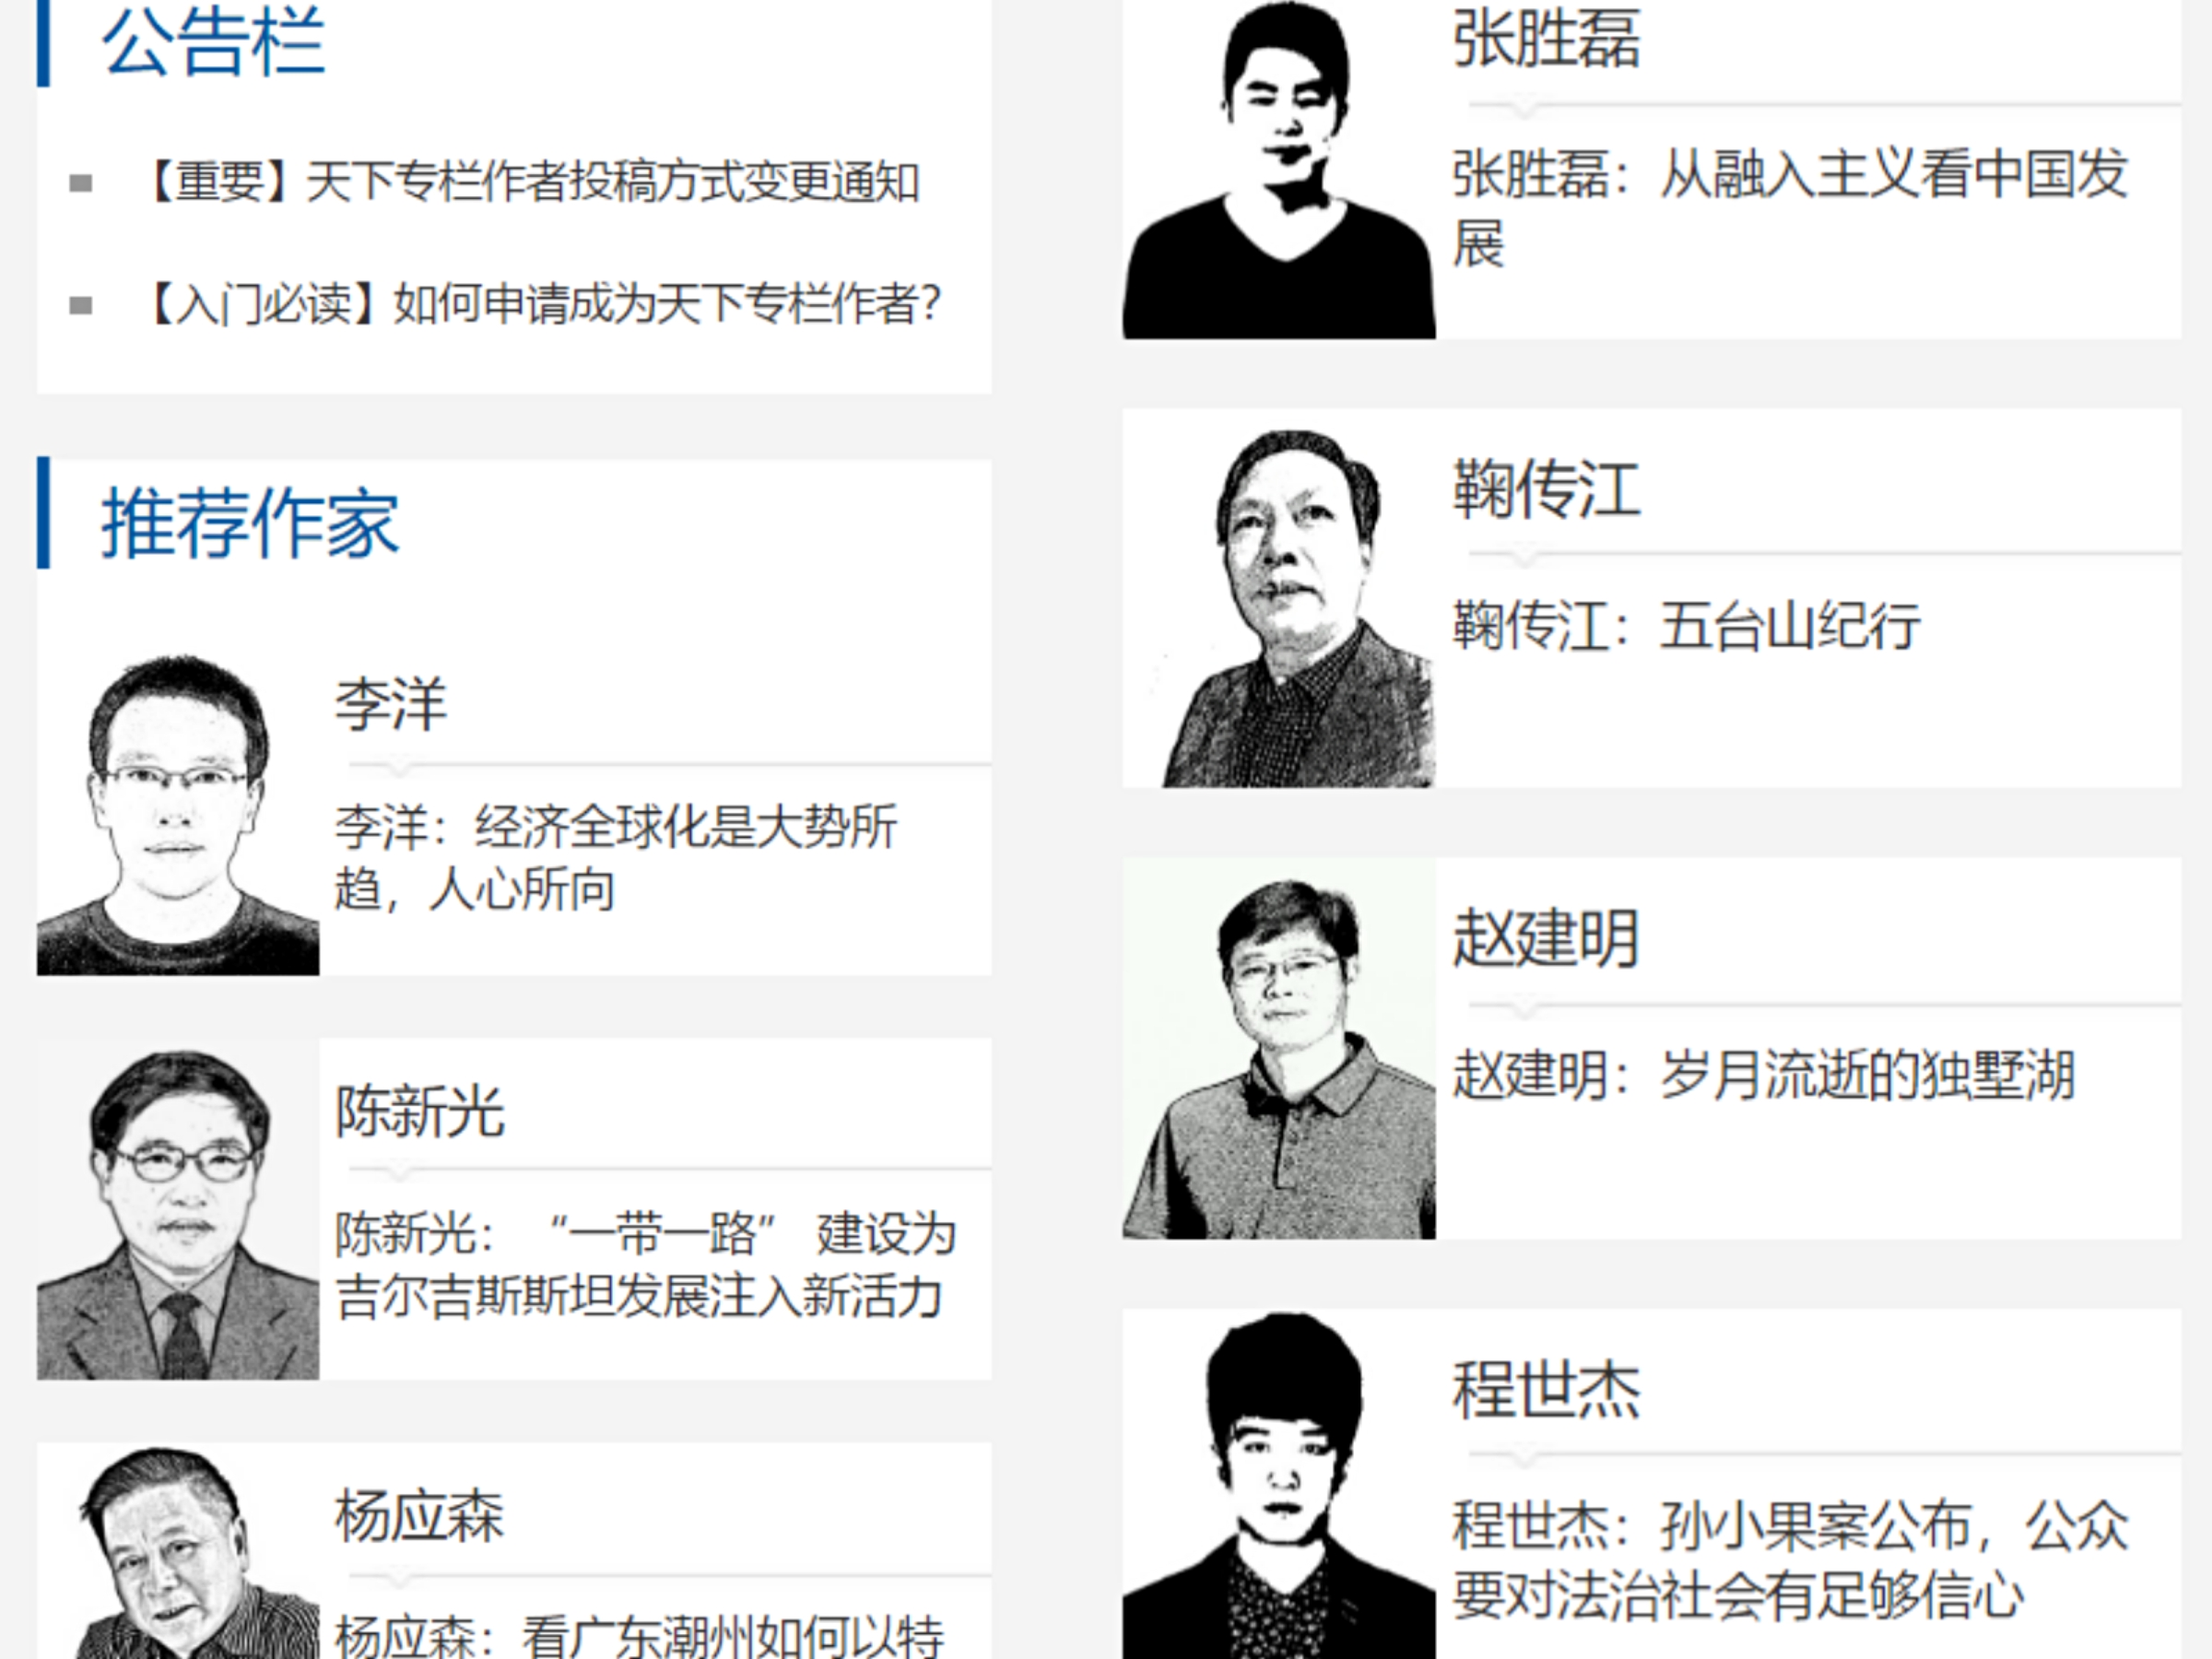 公告栏
【重要】天下专栏作者投稿方式变更通知
【入门必读】如何申请成为天下专栏作者?
推荐作家
李洋
李洋：经济全球化是大势所
趋，人心所向
陈新光
陈新光：“一带一路” 建设为
吉尔吉斯斯坦发展注入新活力
杨应森
杨应森：看广东潮州如何以特
张胜磊
张胜磊：从融入主义看中国发
展
鞠传江
鞠传江：五台山纪行
赵建明
赵建明：岁月流逝的独墅湖
程世杰
程世杰：孙小果案公布，公众
要对法治社会有足够信心